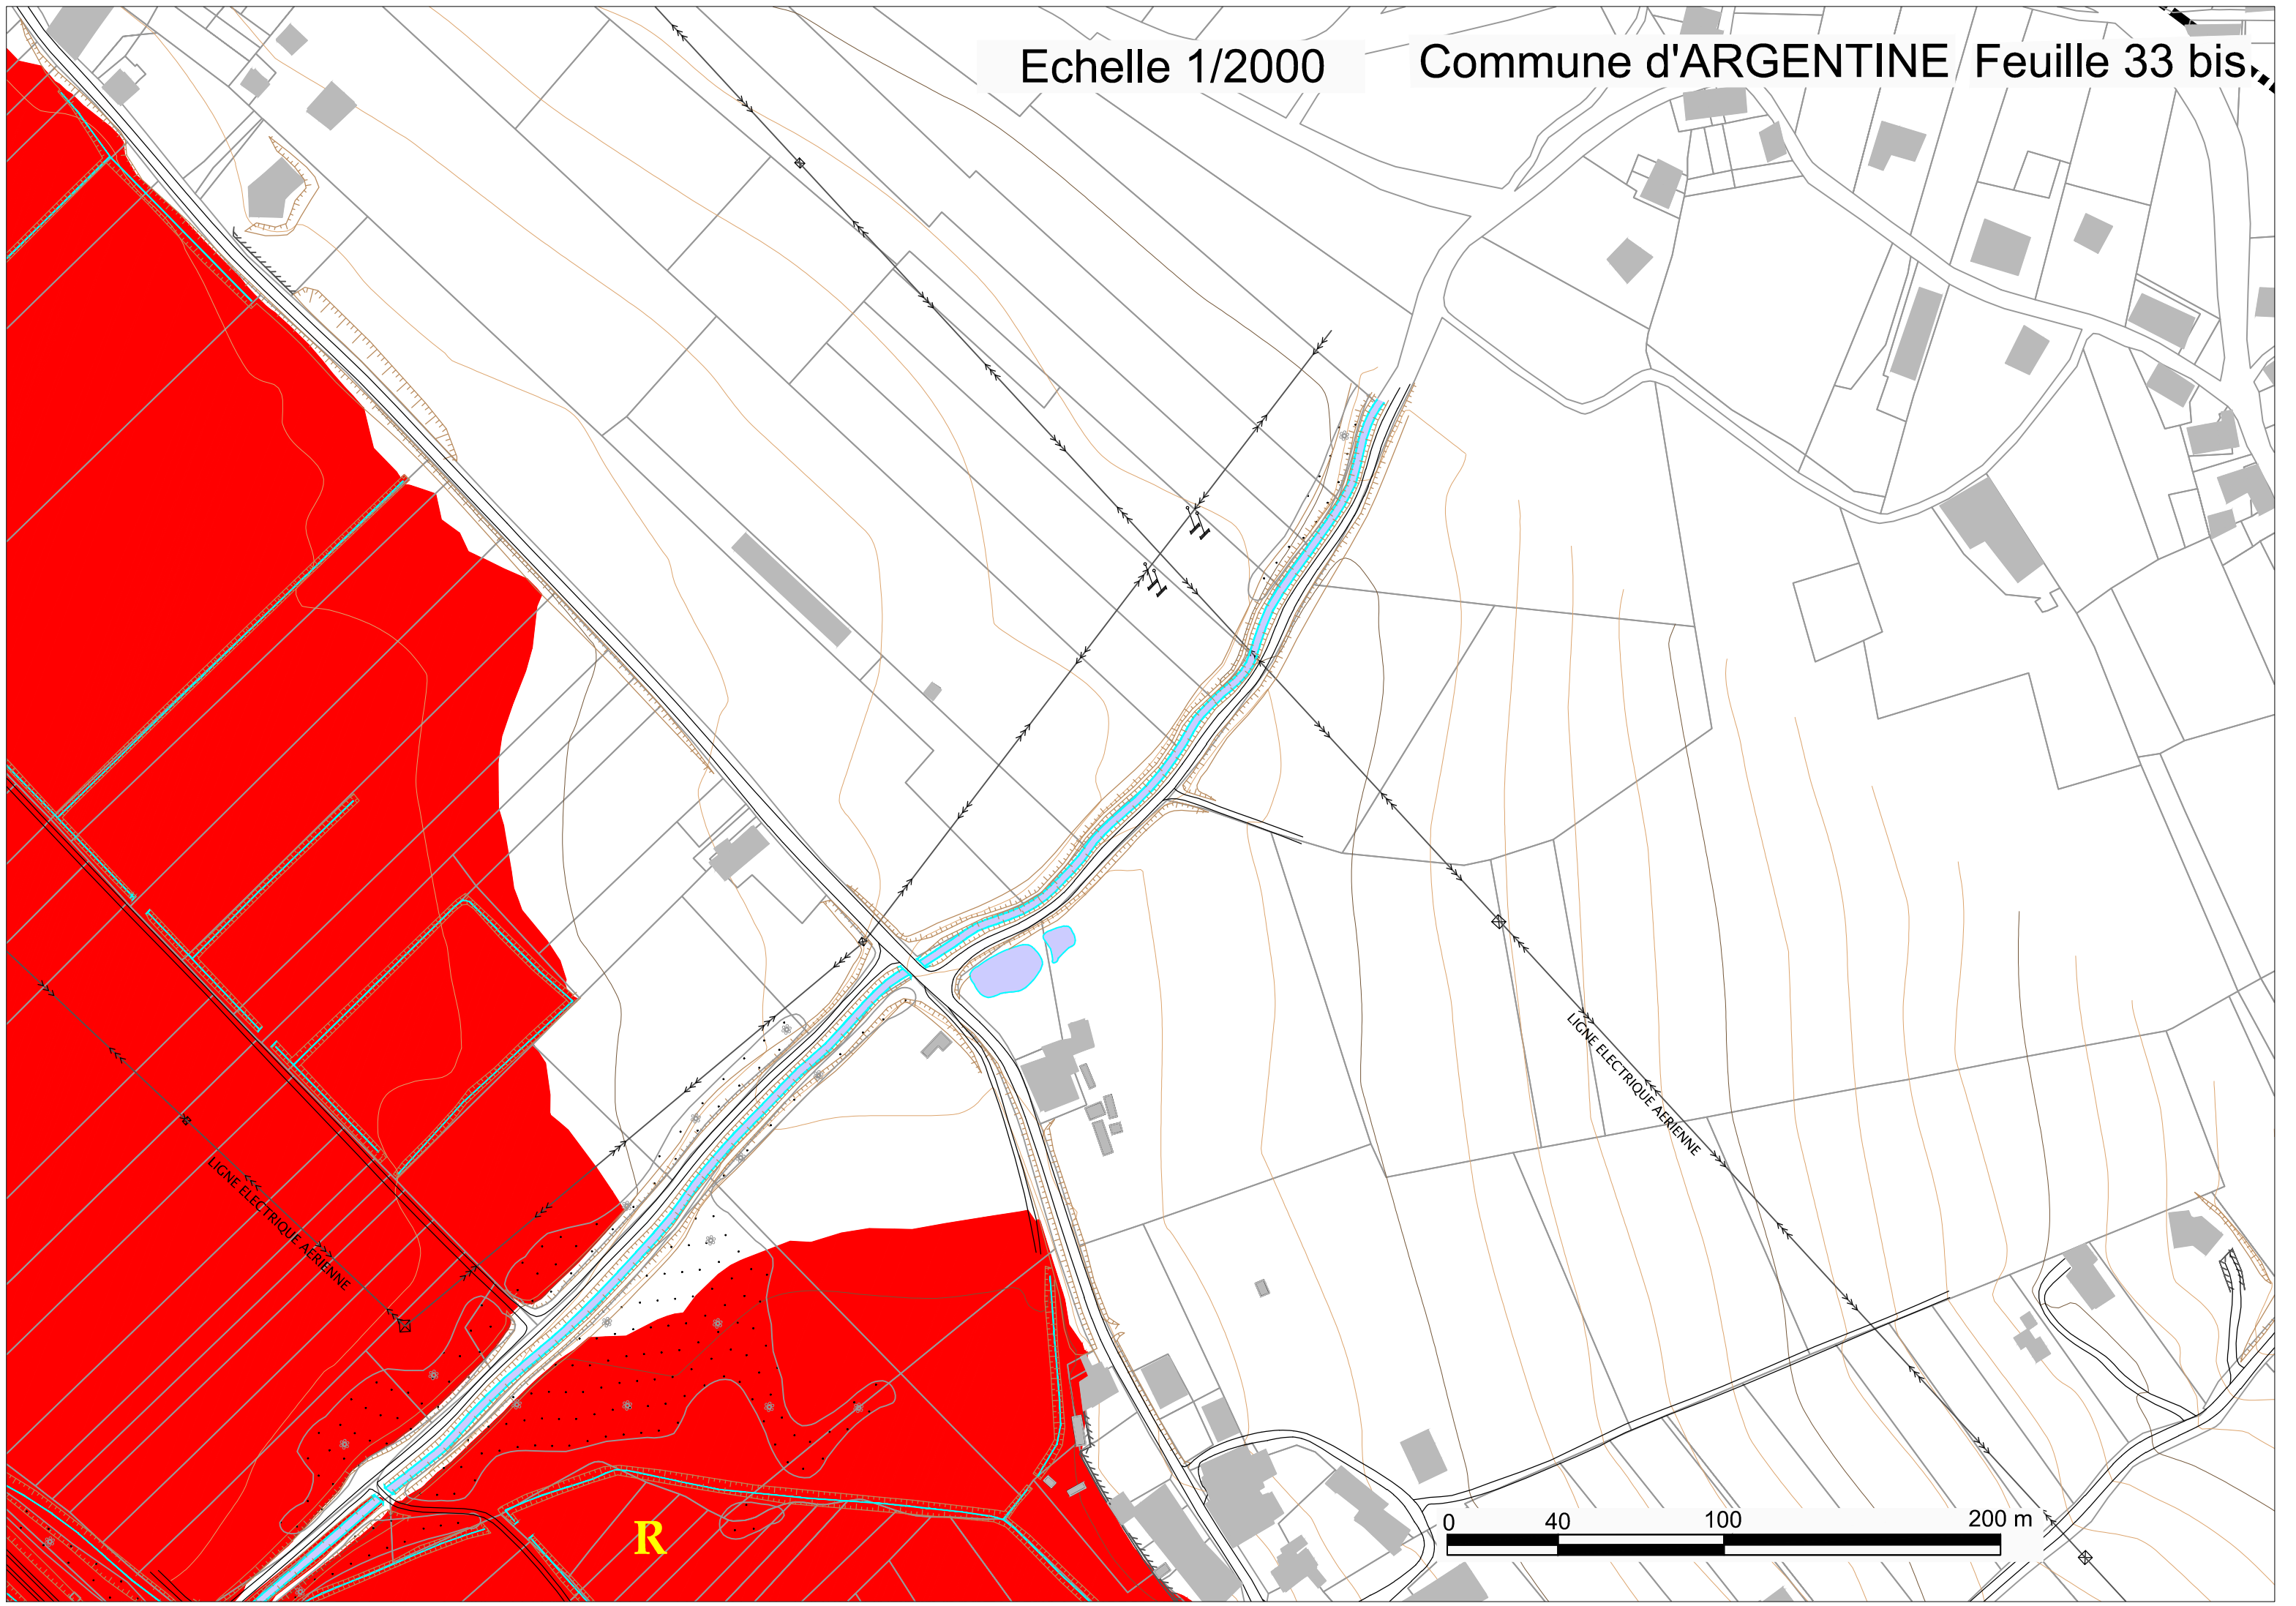 Echelle 1/2000
Commune d'ARGENTINE Feuille 33 bis
LIGNE ELECTRIQUE AERIENNE
LIGNE ELECTRIQUE AERIENNE
R
0 40 100 200 m